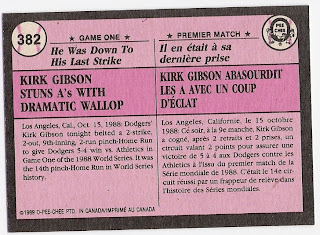 382
★ GAME ONE ★
He Was Down To
His Last Strike
KIRK GIBSON
STUNS A's WITH
DRAMATIC WALLOP
Los Angeles, Cal., Oct. 15, 1988: Dodgers'
Kirk Gibson tonight belted a 2-strike,
2-out, 9th-inning, 2-run pinch-Home Run
to give Dodgers 5-4 win vs. Athletics in
Game One of the 1988 World Series. It was
the 14th pinch-Home Run in World Series
history.
★ PREMIER MATCH ★
O-PEE-CHEE
Il en était à sa
dernière prise
KIRK GIBSON ABASOURDIT
LES A AVEC UN COUP
D'ÉCLAT
Los Angeles, Californie, le 15 octobre
1988: Ce soir, à la 9e manche, Kirk Gibson
a cogné, après 2 retraits et 2 prises, un
circuit valant 2 points pour assurer une
victoire de 5 à 4 aux Dodgers contre les
Athletics à l'issu du premier match de la
Série mondiale de 1988. C'était le 14e
circuit réussi par un frappeur de relève dans
l'histoire des Séries mondiales.
©1989 O-PEE-CHEE PTD. IN CANADA/IMP. AU CANADA